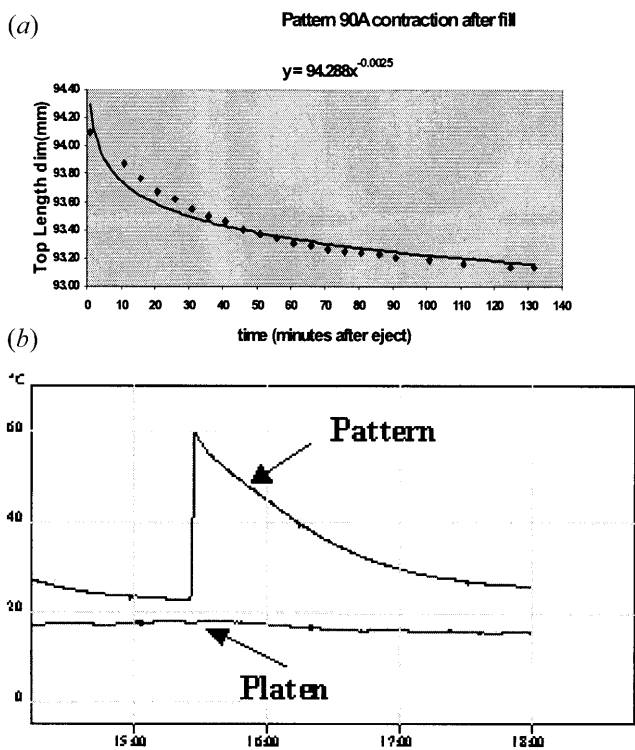 (a)
Pattern 90A contraction after fill
y = 94.288x^-0.0025
94.40
94.20
94.00
93.80
93.60
93.40
93.20
93.00
Top Length dim(mm)
0 10 20 30 40 50 60 70 80 90 100 110 120 130 140
time (minutes after eject)
(b)
°C
60
40
20
0
Pattern
Platen
15:00 16:00 17:00 18:00